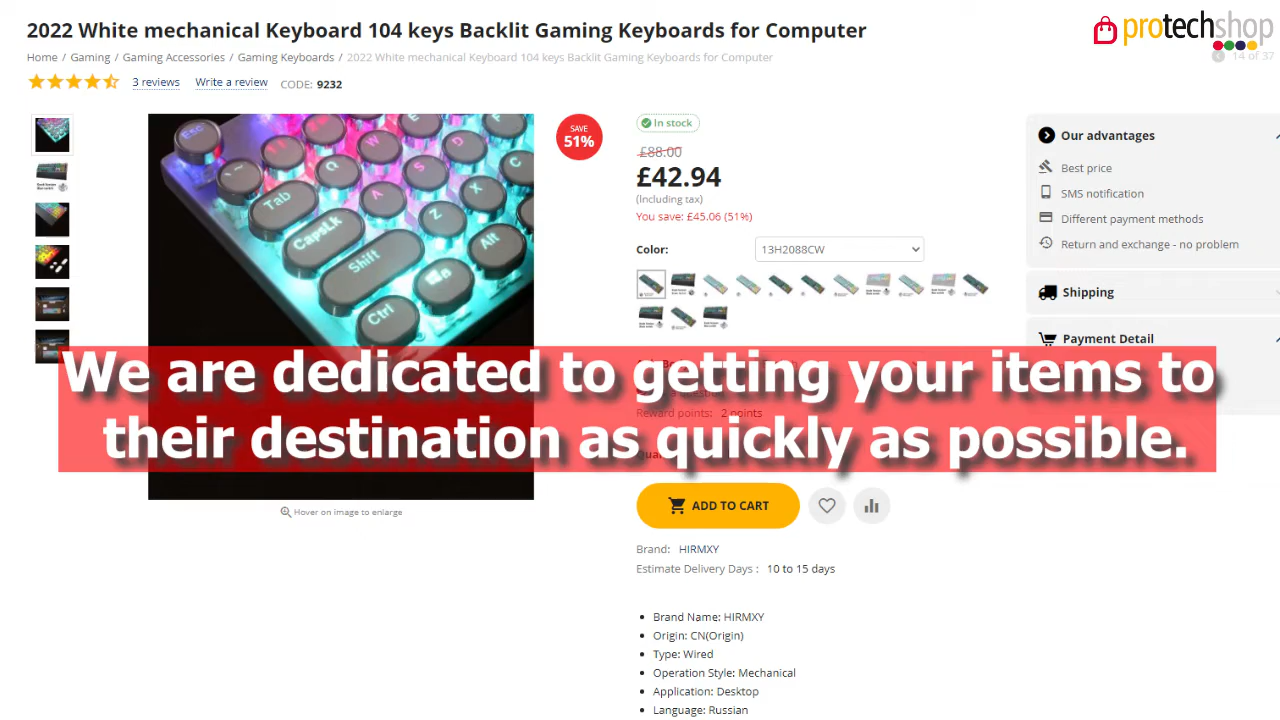 2022 White mechanical Keyboard 104 keys Backlit Gaming Keyboards for Computer
protechshop
Home / Gaming / Gaming Accessories / Gaming Keyboards / 2022 White mechanical Keyboard 104 keys Backlit Gaming Keyboards for Computer
14 of 37
3 reviews Write a review CODE: 9232
SAVE
51%
In stock
£88.00
£42.94
(Including tax)
You save: £45.06 (51%)
Color: 13H2088CW
Our advantages
Best price
SMS notification
Different payment methods
Return and exchange - no problem
Shipping
Payment Detail
Esc
Q
W
E
Tab
A
S
D
C
CapsLk
Z
X
Shift
Alt
Ctrl
We are dedicated to getting your items to
their destination as quickly as possible.
Reward points: 2 points
Hover on image to enlarge
ADD TO CART
Brand: HIRMXY
Estimate Delivery Days : 10 to 15 days
Brand Name: HIRMXY
Origin: CN(Origin)
Type: Wired
Operation Style: Mechanical
Application: Desktop
Language: Russian